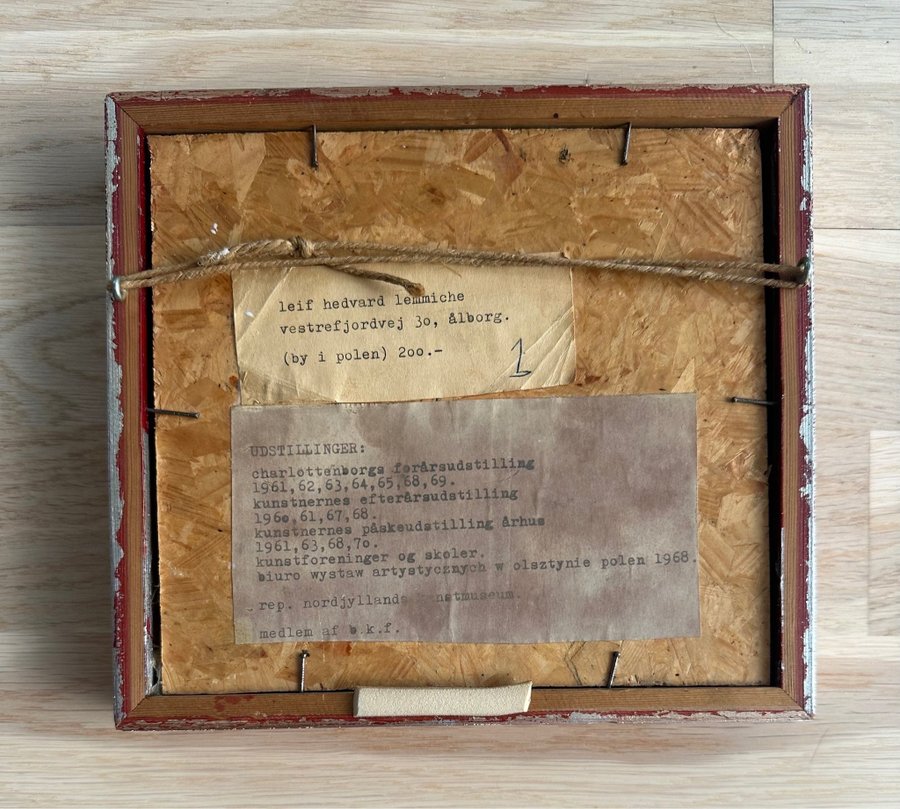 leif hedvard lemmiche
vestrefjordvej 3o, ålborg.
(by i polen) 2oo.-
1
UDSTILLINGER:
charlottenborgs forårsudstilling
1961,62,63,64,65,68,69.
kunstnernes efterårsudstilling
196o,61,67,68.
kunstnernes påskeudstilling århus
1961,63,68,7o.
kunstforeninger og skoler.
biuro wystaw artystycznych w olsztynie polen 1968.
rep. nordjyllands
medlem af b.k.f.